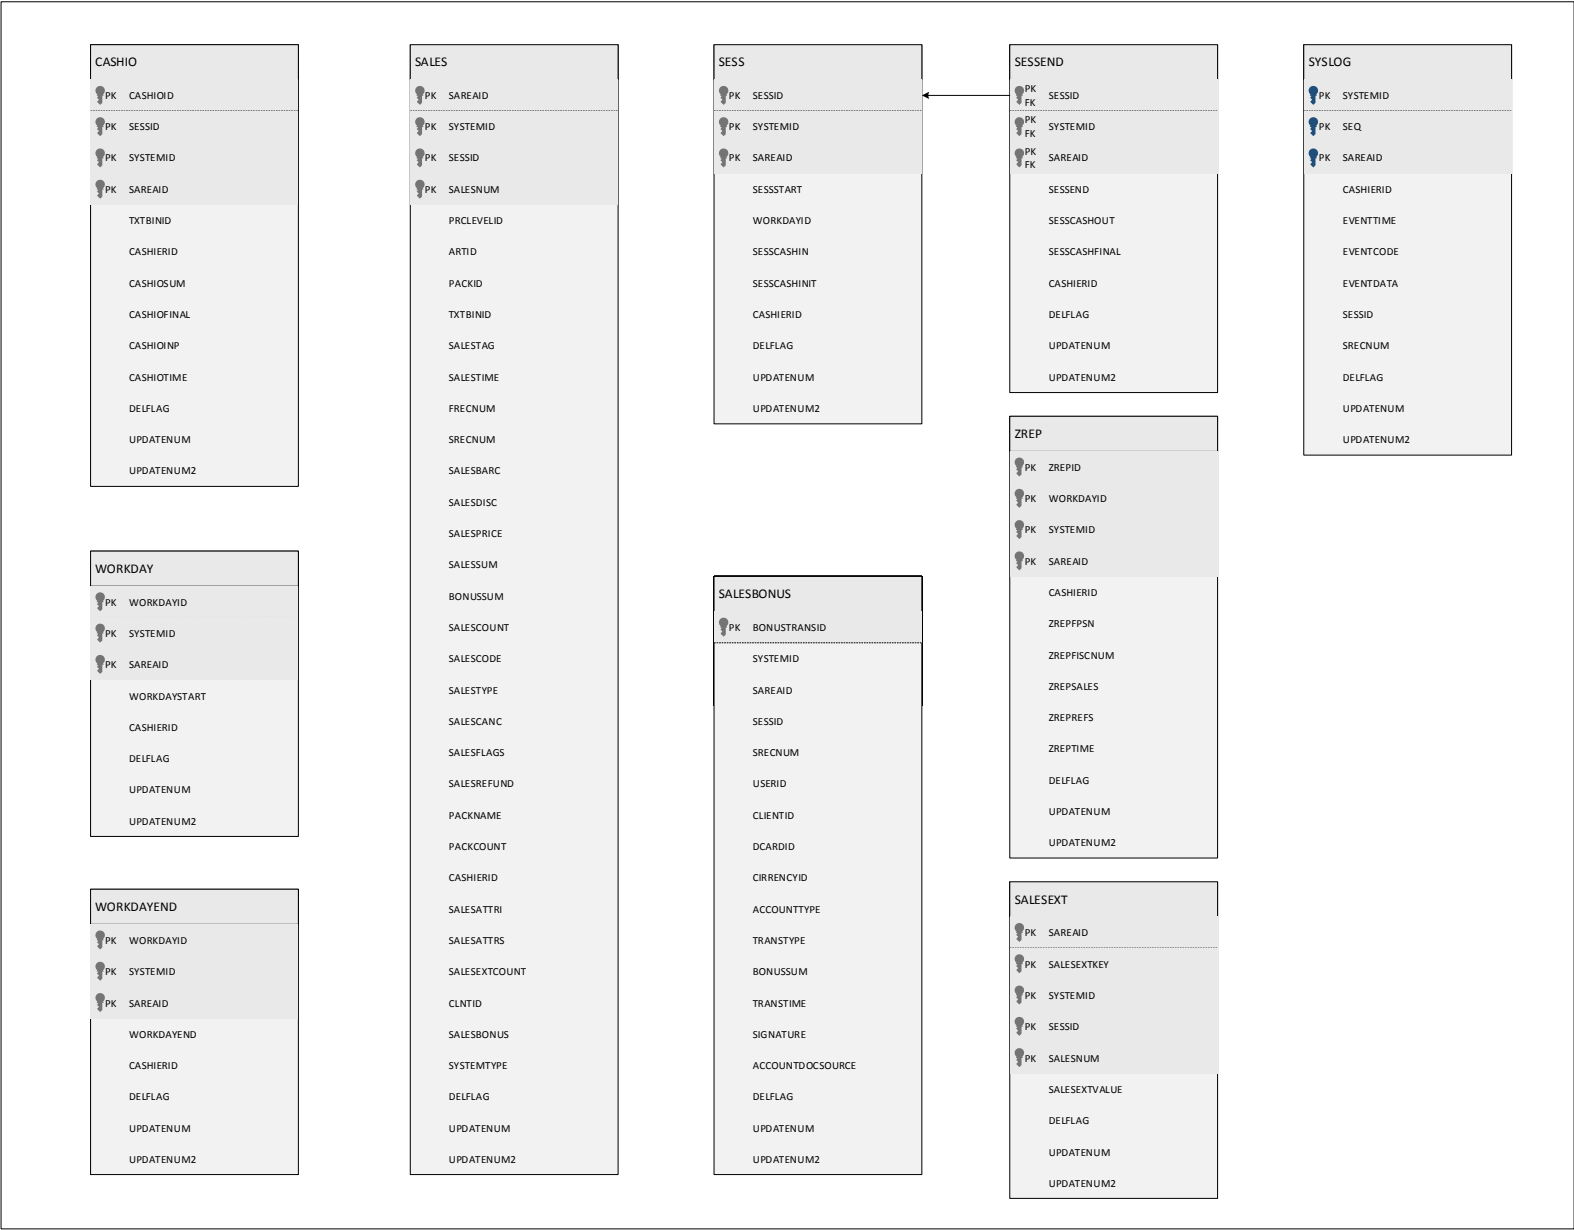 CASHIO
PK CASHIOID
PK SESSID
PK SYSTEMID
PK SAREAID
TXTBINID
CASHIERID
CASHIOSUM
CASHIOFINAL
CASHIOINP
CASHIOTIME
DELFLAG
UPDATENUM
UPDATENUM2
WORKDAY
PK WORKDAYID
PK SYSTEMID
PK SAREAID
WORKDAYSTART
CASHIERID
DELFLAG
UPDATENUM
UPDATENUM2
WORKDAYEND
PK WORKDAYID
PK SYSTEMID
PK SAREAID
WORKDAYEND
CASHIERID
DELFLAG
UPDATENUM
UPDATENUM2
SALES
PK SAREAID
PK SYSTEMID
PK SESSID
PK SALESNUM
PRCLEVELID
ARTID
PACKID
TXTBINID
SALESTAG
SALESTIME
FRECNUM
SRECNUM
SALESBARC
SALESDISC
SALESPRICE
SALESSUM
BONUSSUM
SALESCOUNT
SALESCODE
SALESTYPE
SALESCANC
SALESFLAGS
SALESREFUND
PACKNAME
PACKCOUNT
CASHIERID
SALESATTRI
SALESATTRS
SALESEXTCOUNT
CLNTID
SALESBONUS
SYSTEMTYPE
DELFLAG
UPDATENUM
UPDATENUM2
SESS
PK SESSID
PK SYSTEMID
PK SAREAID
SESSSTART
WORKDAYID
SESSCASHIN
SESSCASHINIT
CASHIERID
DELFLAG
UPDATENUM
UPDATENUM2
SALESBONUS
PK BONUSTRANSID
SYSTEMID
SAREAID
SESSID
SRECNUM
USERID
CLIENTID
DCARDID
CIRRENCYID
ACCOUNTTYPE
TRANSTYPE
BONUSSUM
TRANSTIME
SIGNATURE
ACCOUNTDOCSOURCE
DELFLAG
UPDATENUM
UPDATENUM2
SESSEND
PK
FK SESSID
PK
FK SYSTEMID
PK
FK SAREAID
SESSEND
SESSCASHOUT
SESSCASHFINAL
CASHIERID
DELFLAG
UPDATENUM
UPDATENUM2
ZREP
PK ZREPID
PK WORKDAYID
PK SYSTEMID
PK SAREAID
CASHIERID
ZREPFPSN
ZREPFISCNUM
ZREPSALES
ZREPREFS
ZREPTIME
DELFLAG
UPDATENUM
UPDATENUM2
SALESEXT
PK SAREAID
PK SALESEXTKEY
PK SYSTEMID
PK SESSID
PK SALESNUM
SALESEXTVALUE
DELFLAG
UPDATENUM
UPDATENUM2
SYSLOG
PK SYSTEMID
PK SEQ
PK SAREAID
CASHIERID
EVENTTIME
EVENTCODE
EVENTDATA
SESSID
SRECNUM
DELFLAG
UPDATENUM
UPDATENUM2